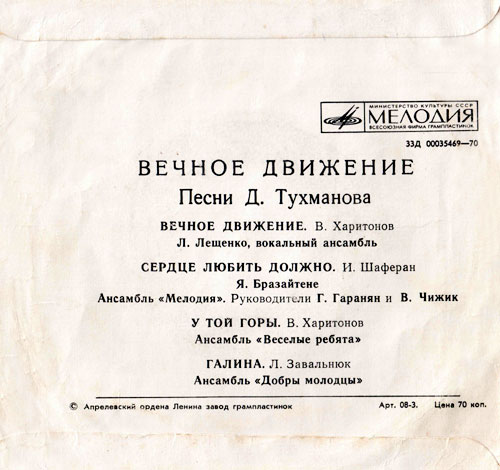 МИНИСТЕРСТВО КУЛЬТУРЫ СССР
МЕЛОДИЯ
ВСЕСОЮЗНАЯ ФИРМА ГРАМПЛАСТИНОК
33Д 00035469—70
ВЕЧНОЕ ДВИЖЕНИЕ
Песни Д. Тухманова
ВЕЧНОЕ ДВИЖЕНИЕ. В. Харитонов
Л. Лещенко, вокальный ансамбль
СЕРДЦЕ ЛЮБИТЬ ДОЛЖНО. И. Шаферан
Я. Бразайтене
Ансамбль «Мелодия». Руководители Г. Гаранян и В. Чижик
У ТОЙ ГОРЫ. В. Харитонов
Ансамбль «Веселые ребята»
ГАЛИНА. Л. Завальнюк
Ансамбль «Добры молодцы»
© Апрелевский ордена Ленина завод грампластинок Арт. 08-3. Цена 70 коп.